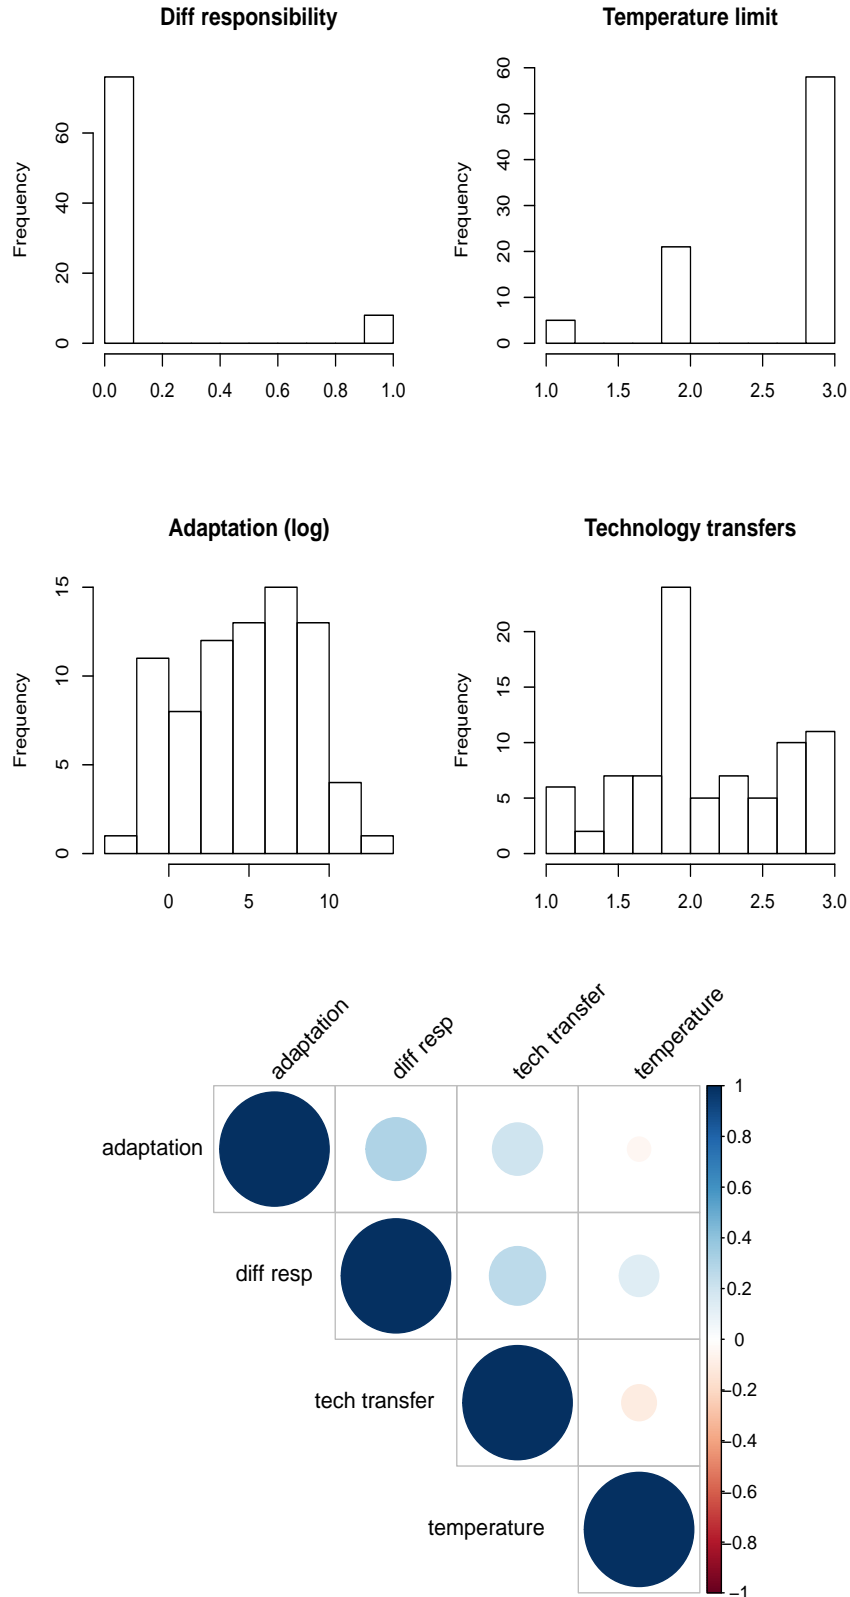 Diff responsibility
Temperature limit
Frequency
0 20 40 60
0.0 0.2 0.4 0.6 0.8 1.0
Frequency
0 10 20 30 40 50 60
1.0 1.5 2.0 2.5 3.0
Adaptation (log)
Technology transfers
Frequency
0 5 10 15
0 5 10
Frequency
0 5 10 15 20
1.0 1.5 2.0 2.5 3.0
adaptation
diff resp
tech transfer
temperature
adaptation
diff resp
tech transfer
temperature
1
0.8
0.6
0.4
0.2
0
−0.2
−0.4
−0.6
−0.8
−1